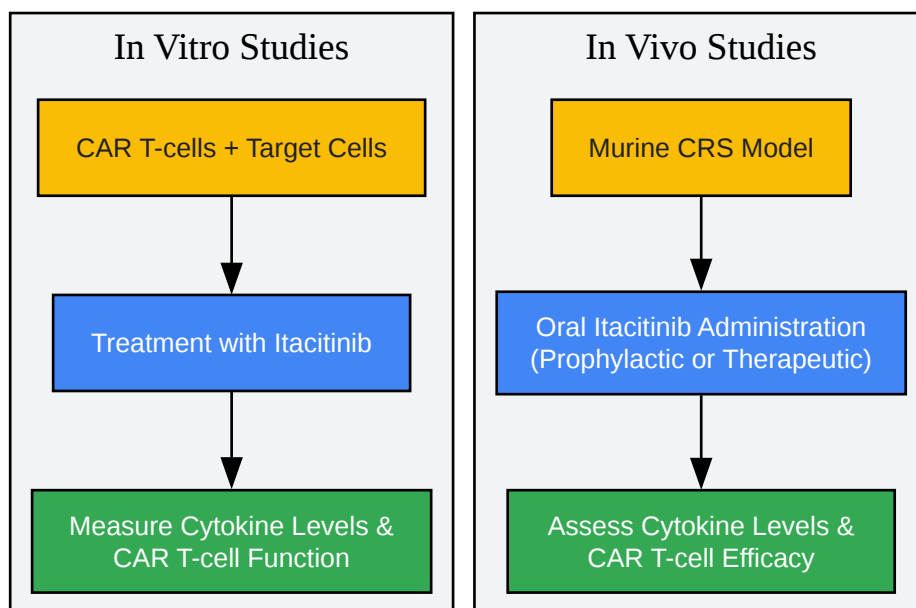 In Vitro Studies
CAR T-cells + Target Cells
Treatment with Itacitinib
Measure Cytokine Levels &
CAR T-cell Function
In Vivo Studies
Murine CRS Model
Oral Itacitinib Administration
(Prophylactic or Therapeutic)
Assess Cytokine Levels &
CAR T-cell Efficacy